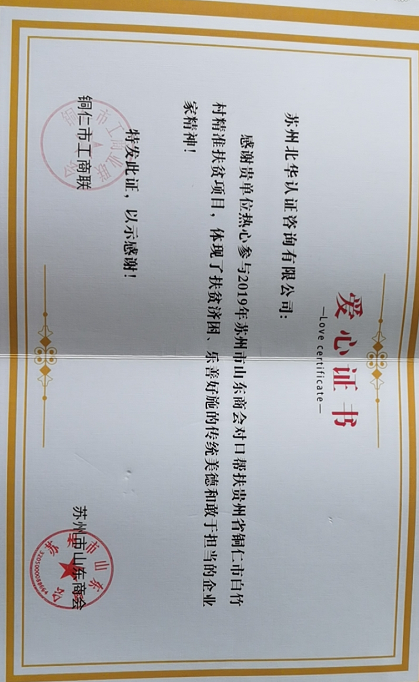 爱心证书
—Love certificate—
苏州北华认证咨询有限公司:
感谢贵单位热心参与2019年苏州市山东商会对口帮扶贵州省铜仁市白竹
村精准扶贫项目，体现了扶贫济困、乐善好施的传统美德和敢于担当的企业
家精神！
特发此证，以示感谢！
铜仁市工商联
苏州市山东商会